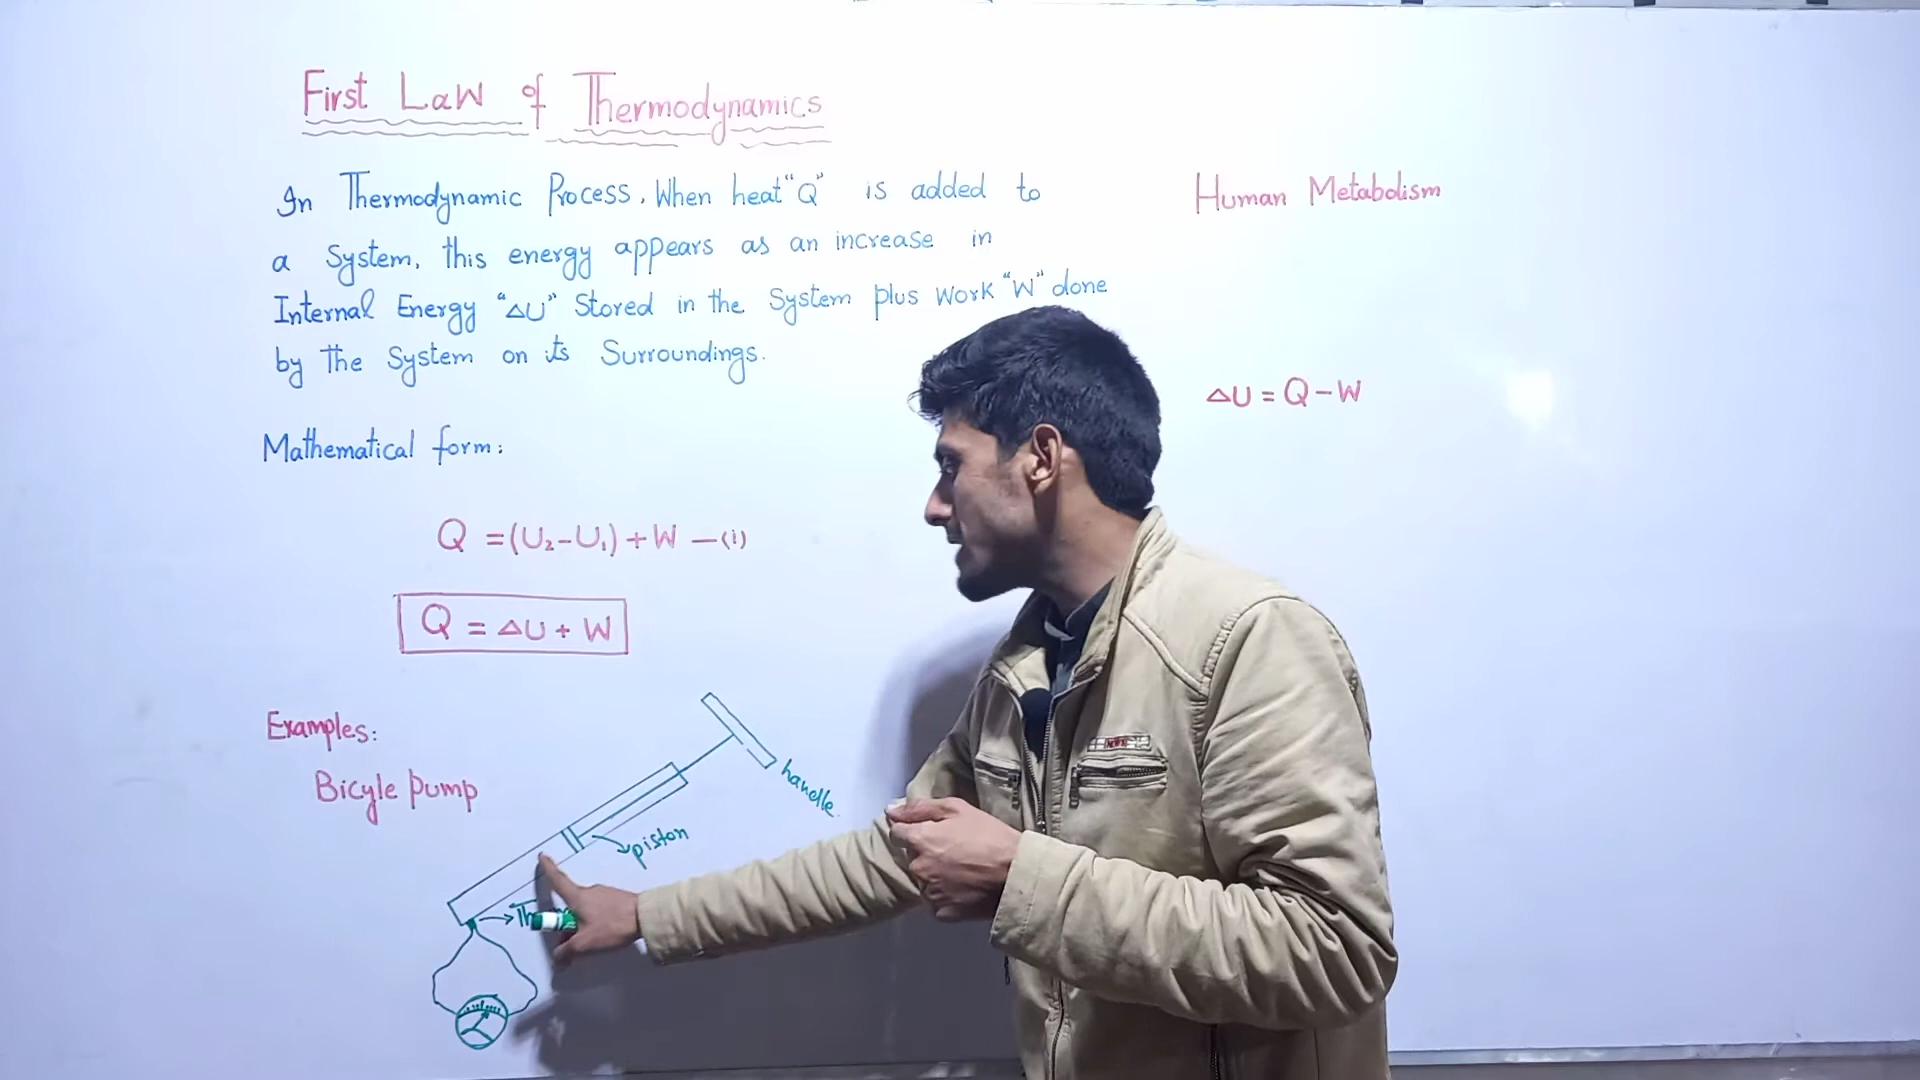 First Law of Thermodynamics
In Thermodynamic Process, When heat "Q" is added to
a System, this energy appears as an increase in
Internal Energy "ΔU" Stored in the System plus work "W" done
by the System on its Surroundings.
Mathematical form:
Q = (U₂-U₁) + W —(i)
Q = ΔU + W
Examples:
Bicyle pump
handle
piston
Human Metabolism
ΔU = Q - W